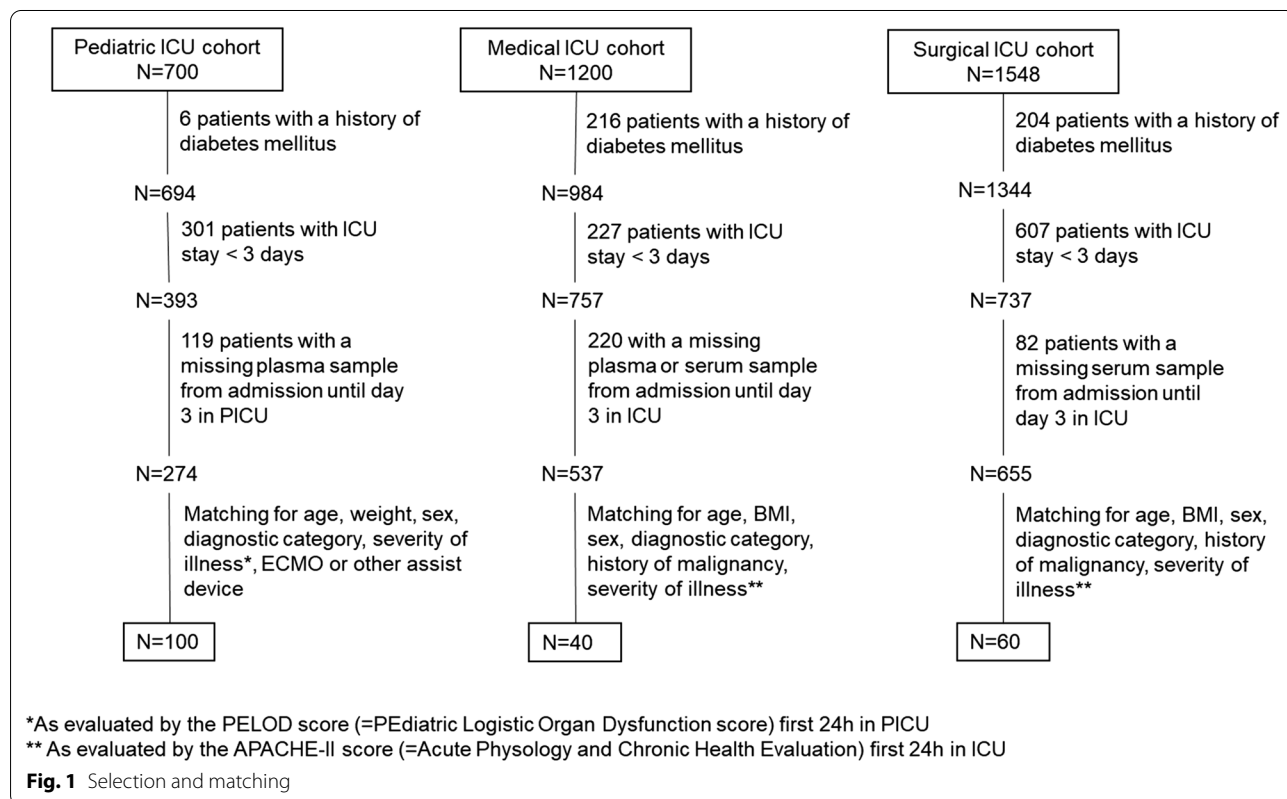 Pediatric ICU cohort
N=700
6 patients with a history of
diabetes mellitus
N=694
301 patients with ICU
stay < 3 days
N=393
119 patients with a
missing plasma sample
from admission until day
3 in PICU
N=274
Matching for age, weight, sex,
diagnostic category, severity of
illness*, ECMO or other assist
device
N=100
Medical ICU cohort
N=1200
216 patients with a history of
diabetes mellitus
N=984
227 patients with ICU
stay < 3 days
N=757
220 with a missing
plasma or serum sample
from admission until day
3 in ICU
N=537
Matching for age, BMI,
sex, diagnostic category,
history of malignancy,
severity of illness**
N=40
Surgical ICU cohort
N=1548
204 patients with a history of
diabetes mellitus
N=1344
607 patients with ICU
stay < 3 days
N=737
82 patients with a
missing serum sample
from admission until
day 3 in ICU
N=655
Matching for age, BMI, sex,
diagnostic category, history
of malignancy, severity of
illness**
N=60
*As evaluated by the PELOD score (=PEdiatric Logistic Organ Dysfunction score) first 24h in PICU
** As evaluated by the APACHE-II score (=Acute Physology and Chronic Health Evaluation) first 24h in ICU
Fig. 1 Selection and matching